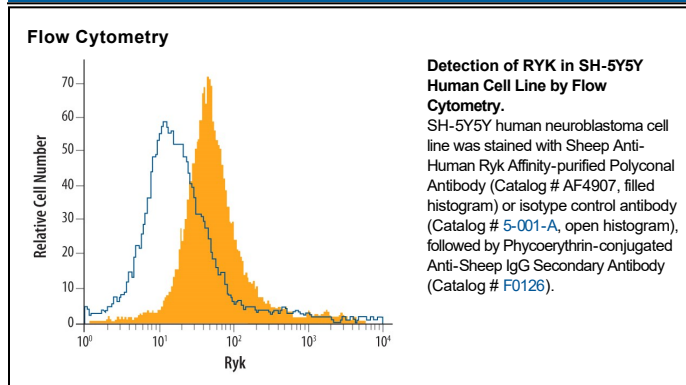 Flow Cytometry
Detection of RYK in SH-5Y5Y
Human Cell Line by Flow
Cytometry.
SH-5Y5Y human neuroblastoma cell
line was stained with Sheep Anti-
Human Ryk Affinity-purified Polyconal
Antibody (Catalog # AF4907, filled
histogram) or isotype control antibody
(Catalog # 5-001-A, open histogram),
followed by Phycoerythrin-conjugated
Anti-Sheep IgG Secondary Antibody
(Catalog # F0126).
Relative Cell Number
70
60
50
40
30
20
10
0
10⁰ 10¹ 10² 10³ 10⁴
Ryk